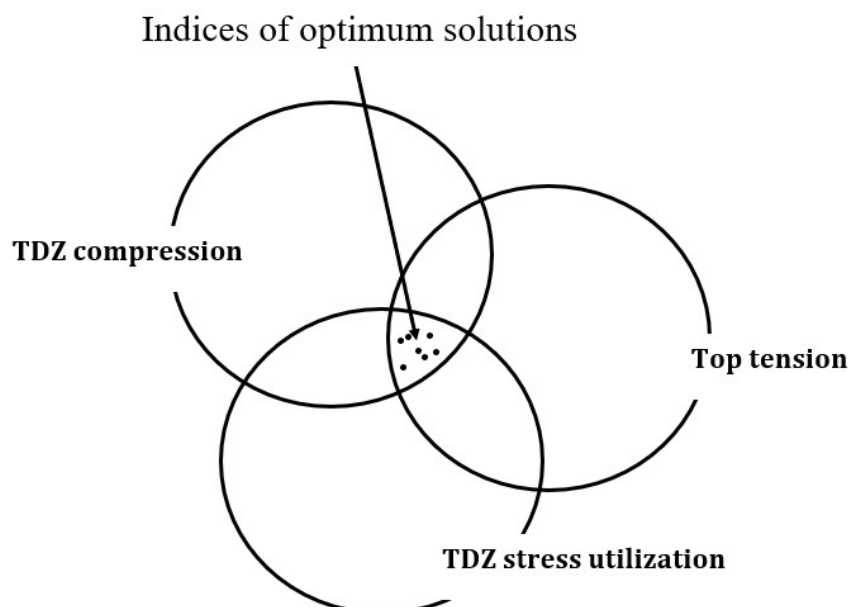 Indices of optimum solutions
TDZ compression
Top tension
TDZ stress utilization